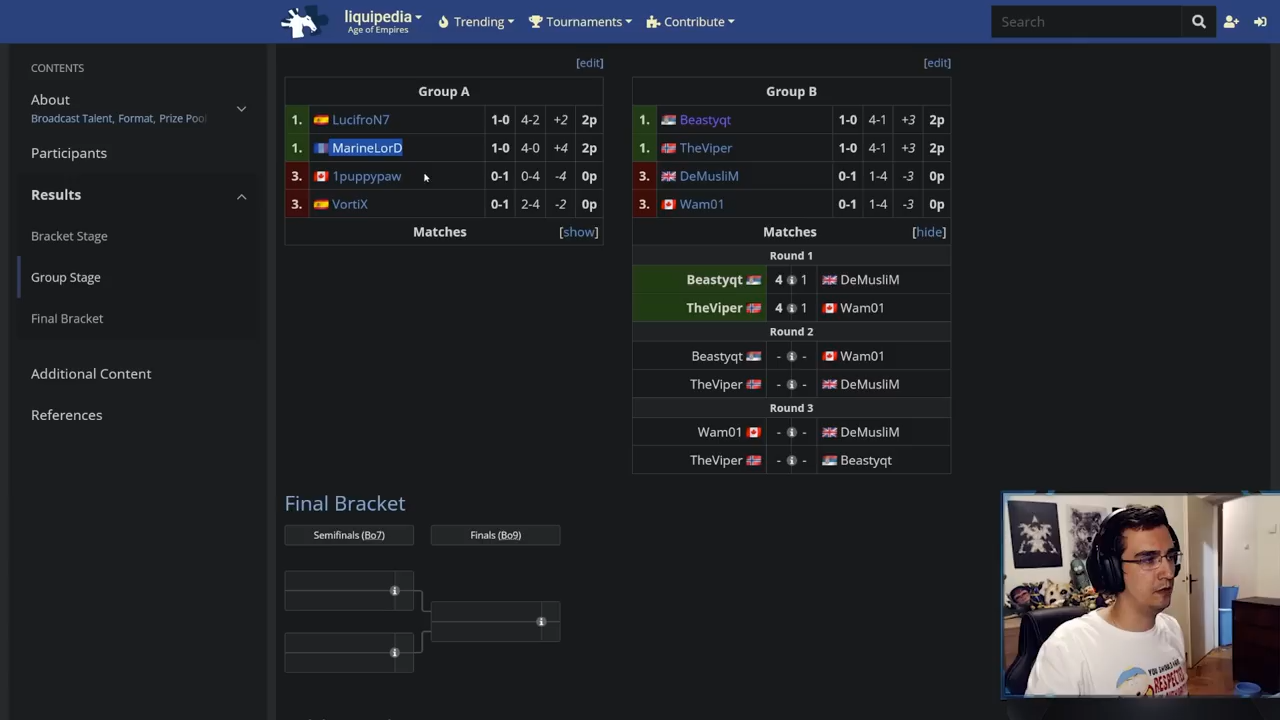 liquipedia
Age of Empires
Trending
Tournaments
Contribute
Search
CONTENTS
About
Broadcast Talent, Format, Prize Pool
Participants
Results
Bracket Stage
Group Stage
Final Bracket
Additional Content
References
[edit]
Group A
1. LucifroN7 1-0 4-2 +2 2p
1. MarineLorD 1-0 4-0 +4 2p
3. 1puppypaw 0-1 0-4 -4 0p
3. VortiX 0-1 2-4 -2 0p
Matches [show]
[edit]
Group B
1. Beastyqt 1-0 4-1 +3 2p
1. TheViper 1-0 4-1 +3 2p
3. DeMusliM 0-1 1-4 -3 0p
3. Wam01 0-1 1-4 -3 0p
Matches [hide]
Round 1
Beastyqt 4 1 DeMusliM
TheViper 4 1 Wam01
Round 2
Beastyqt - - Wam01
TheViper - - DeMusliM
Round 3
Wam01 - - DeMusliM
TheViper - - Beastyqt
Final Bracket
Semifinals (Bo7)
Finals (Bo9)
YOU SHOULD
RESPECT